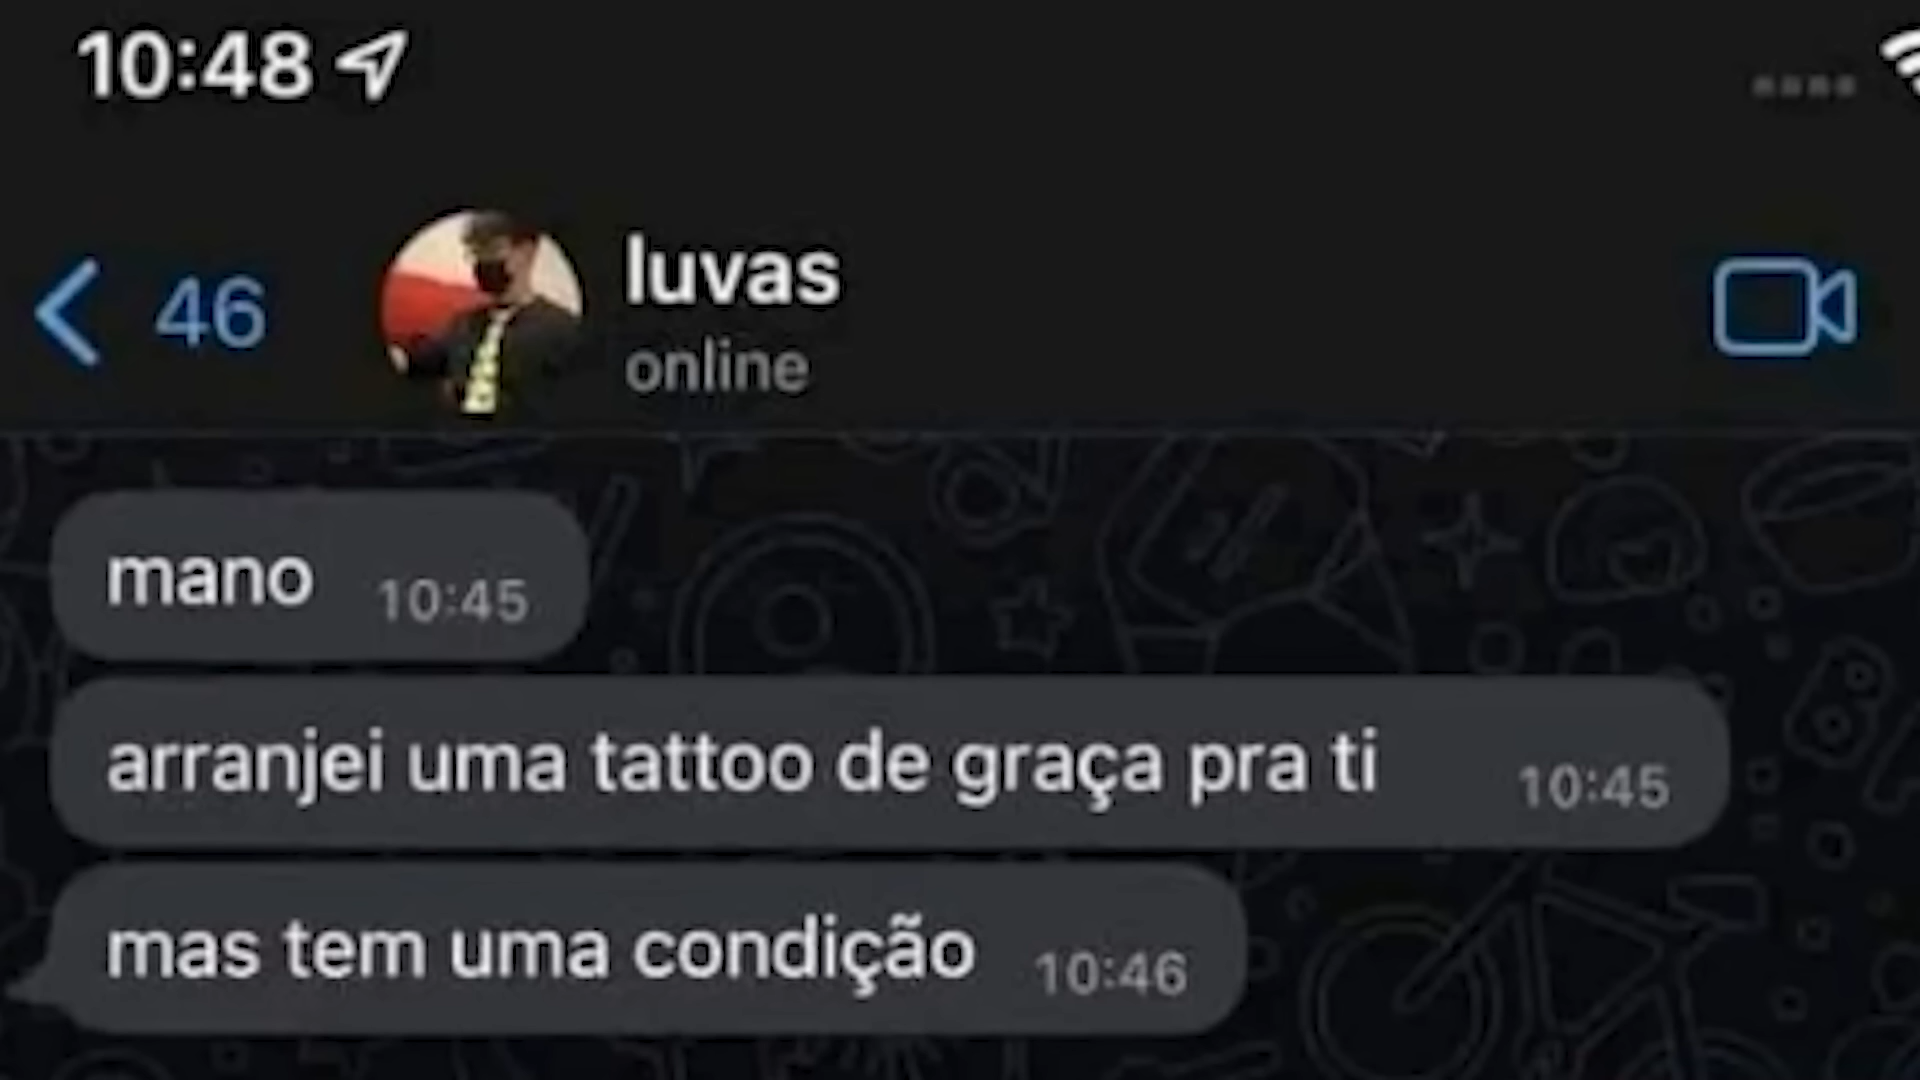 10:48
46
luvas
online
mano 10:45
arranjei uma tattoo de graça pra ti 10:45
mas tem uma condição 10:46